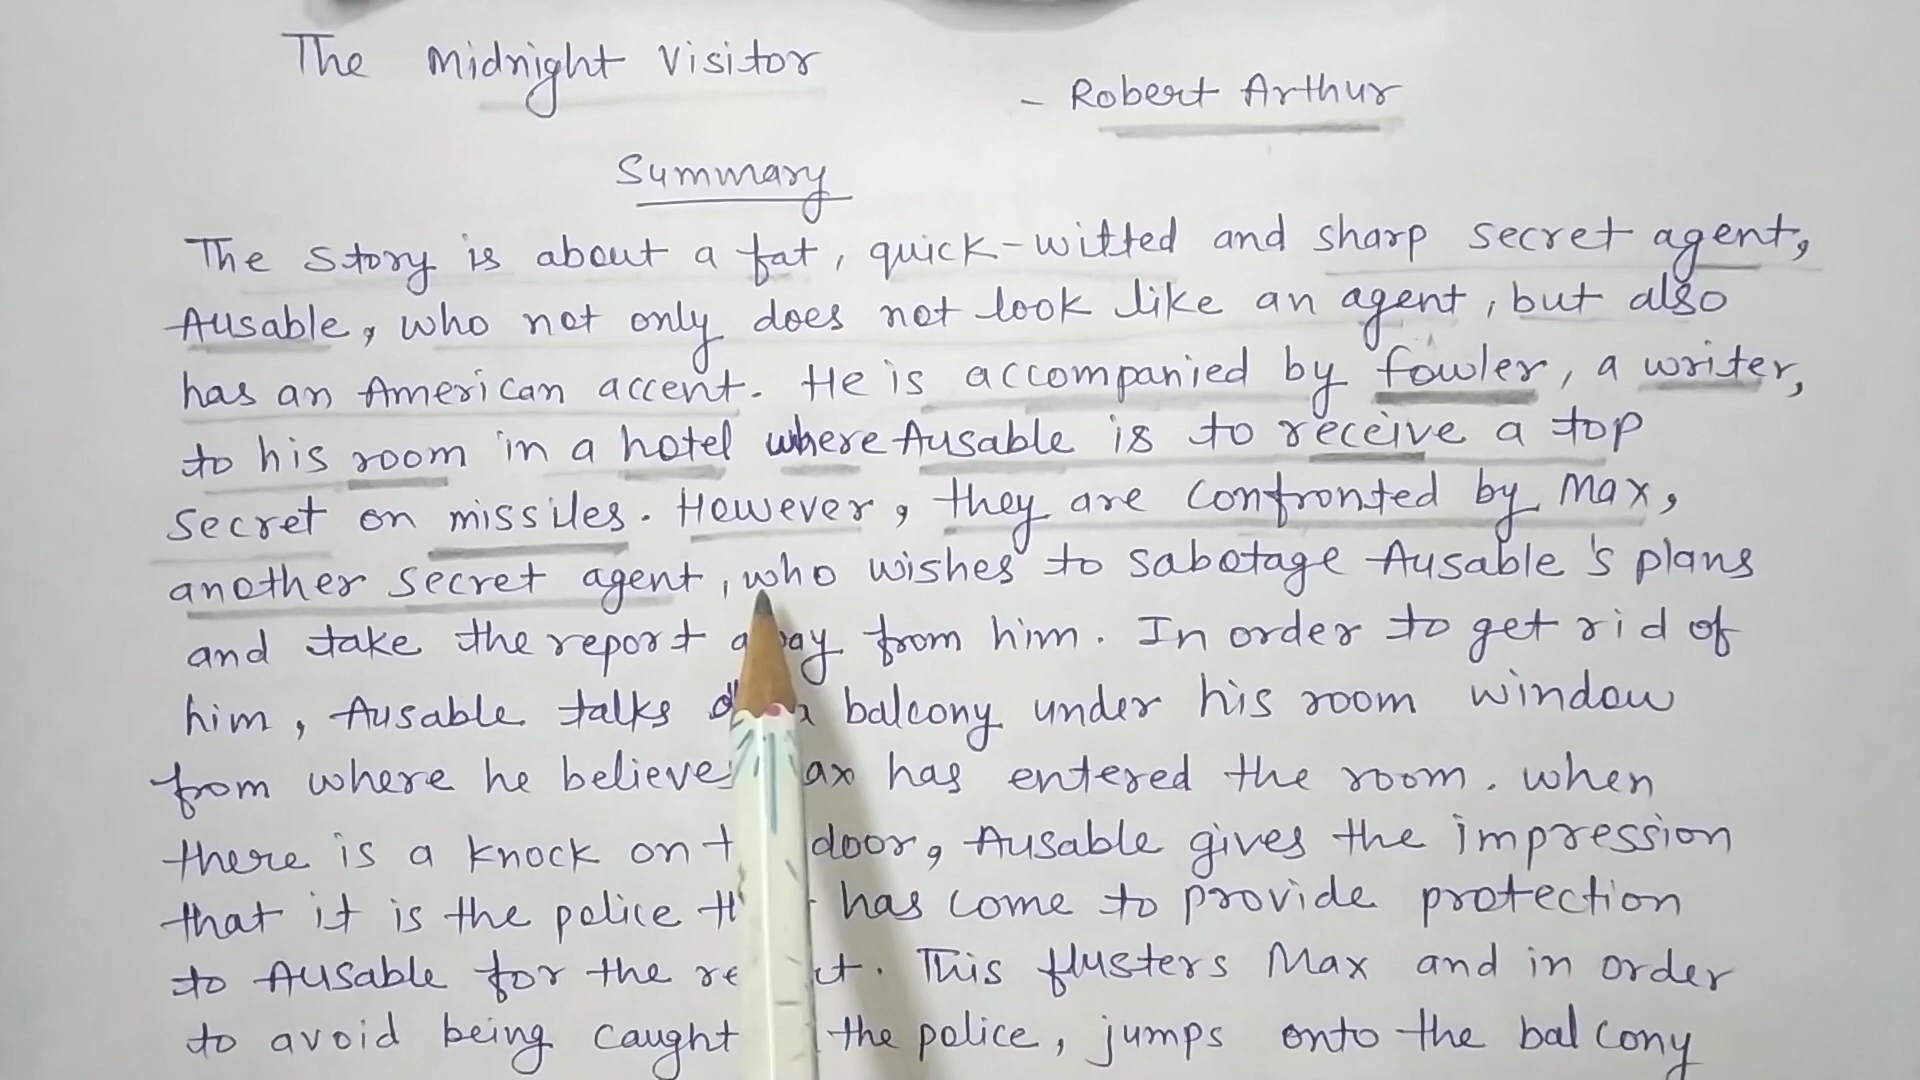 The Midnight Visitor
- Robert Arthur
Summary
The story is about a fat, quick-witted and sharp secret agent,
Ausable, who not only does not look like an agent, but also
has an American accent. He is accompanied by fowler, a writer,
to his room in a hotel where Ausable is to receive a top
secret on missiles. However, they are confronted by Max,
another secret agent, who wishes to sabotage Ausable's plans
and take the report from him. In order to get rid of
him, Ausable talks balcony under his room window
from where he has entered the room. when
there is a knock on door, Ausable gives the impression
that it is the police has come to provide protection
to Ausable for the This flusters Max and in order
to avoid being caught the police, jumps onto the balcony